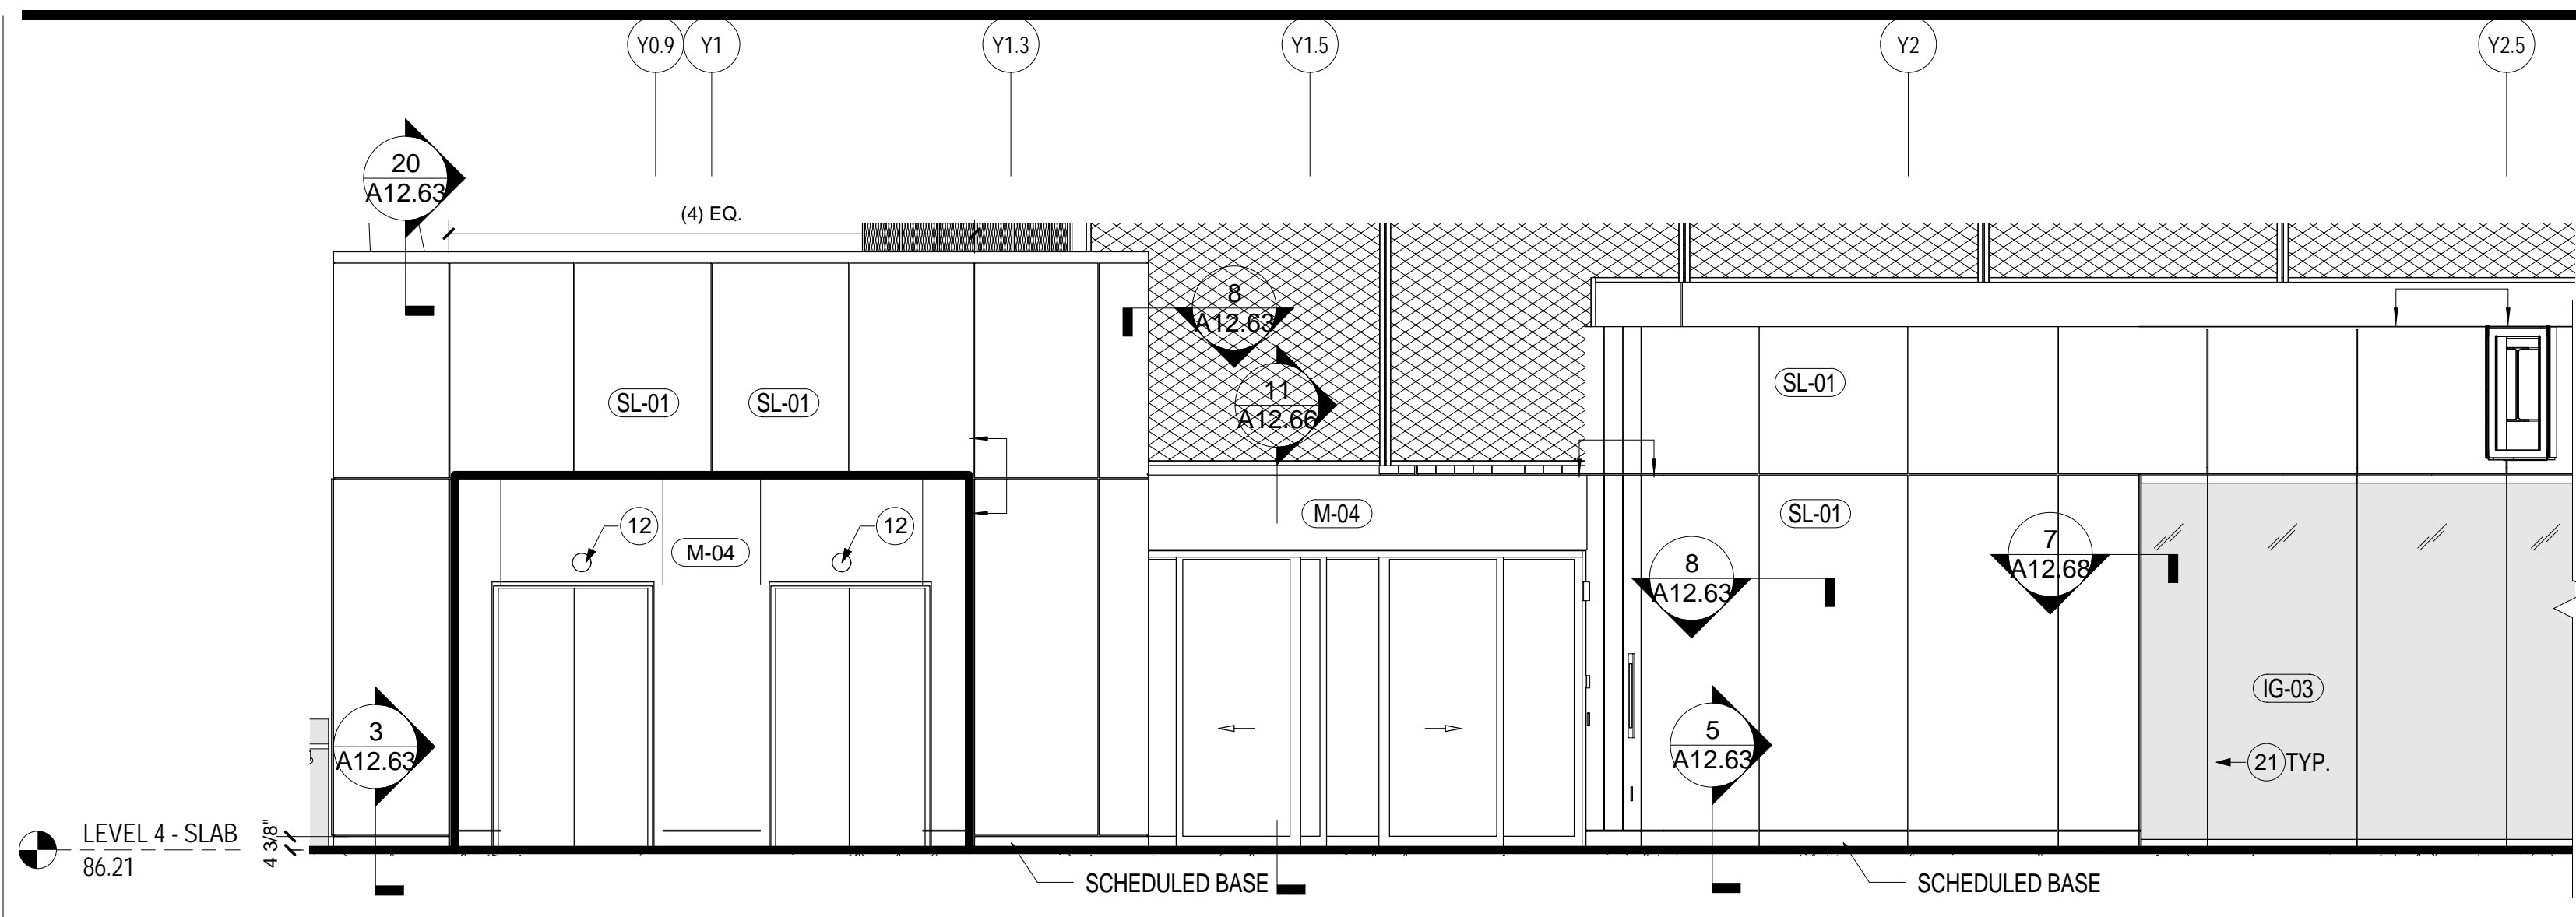 Y0.9
Y1
Y1.3
Y1.5
Y2
Y2.5
20
A12.63
(4) EQ.
8
A12.63
11
A12.66
SL-01
SL-01
SL-01
12
12
M-04
M-04
SL-01
7
A12.68
8
A12.63
IG-03
3
A12.63
5
A12.63
21 TYP.
LEVEL 4 - SLAB
86.21
4 3/8"
SCHEDULED BASE
SCHEDULED BASE